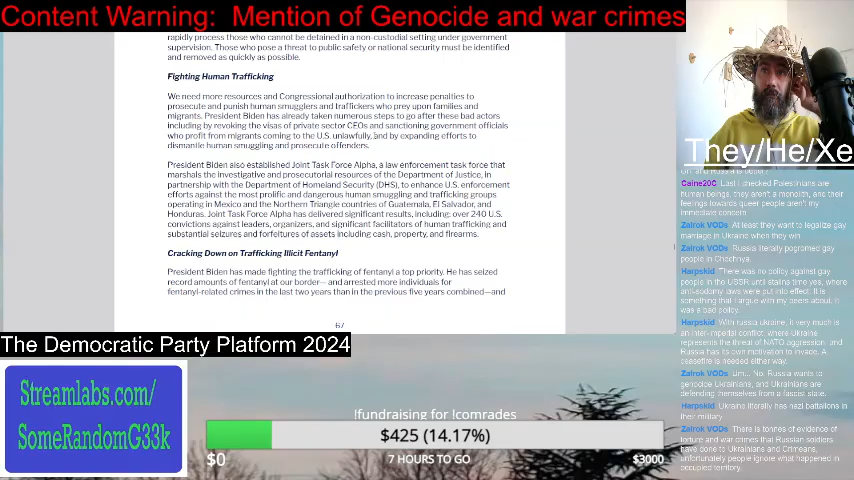 Content Warning:  Mention of Genocide and war crimes
rapidly process those who cannot be detained in a non-custodial setting under government
supervision. Those who pose a threat to public safety or national security must be identified
and removed as quickly as possible.
Fighting Human Trafficking
We need more resources and Congressional authorization to increase penalties to
prosecute and punish human smugglers and traffickers who prey upon families and
migrants. President Biden has already taken numerous steps to go after these bad actors
including by revoking the visas of private sector CEOs and sanctioning government officials
who profit from migrants coming to the U.S. unlawfully, and by expanding efforts to
dismantle human smuggling and prosecute offenders.
President Biden also established Joint Task Force Alpha, a law enforcement task force that
marshals the investigative and prosecutorial resources of the Department of Justice, in
partnership with the Department of Homeland Security (DHS), to enhance U.S. enforcement
efforts against the most prolific and dangerous human smuggling and trafficking groups
operating in Mexico and the Northern Triangle countries of Guatemala, El Salvador, and
Honduras. Joint Task Force Alpha has delivered significant results, including: over 240 U.S.
convictions against leaders, organizers, and significant facilitators of human trafficking and
substantial seizures and forfeitures of assets including cash, property, and firearms.
Cracking Down on Trafficking Illicit Fentanyl
President Biden has made fighting the trafficking of fentanyl a top priority. He has seized
record amounts of fentanyl at our border— and arrested more individuals for
fentanyl-related crimes in the last two years than in the previous five years combined—and
67
They/He/Xe
Caine20C Last I checked Palestinians are
human beings, they aren't a monolith, and
their feelings towards queer people aren't my
immediate concern
Zalrok VODs At least they want to legalize gay
marriage in Ukraine when they win
Zalrok VODs Russia literally pogromed gay
people in Chechnya.
Harpskid There was no policy against gay
people in the USSR until stalins time yes, where
anti-sodomy laws were put into effect. It is
something that I argue with my peers about. It
was a bad policy.
Harpskid With russia ukraine, it very much is
an inter-imperial conflict, where Ukraine
represents the threat of NATO aggression, and
Russia has its own motivation to invade. A
ceasefire is needed either way.
Zalrok VODs Um... No. Russia wants to
genocide Ukrainians, and Ukrainians are
defending themselves from a fascist state.
Harpskid Ukraine literally has nazi battalions in
their military
Zalrok VODs There is tonnes of evidence of
torture and war crimes that Russian soldiers
have done to Ukrainians and Crimeans,
unfortunately people ignore what happened in
occupied territory.
The Democratic Party Platform 2024
Streamlabs.com/
SomeRandomG33k
!fundraising for !comrades
$425 (14.17%)
$0
7 HOURS TO GO
$3000